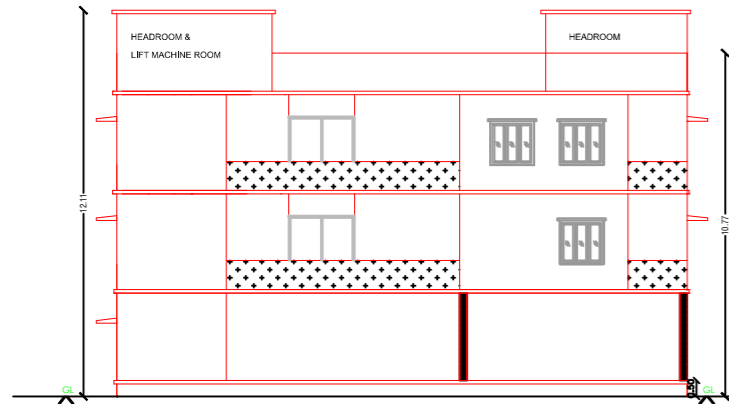 HEADROOM &
LIFT MACHINE ROOM
HEADROOM
12.11
10.77
0.50
GL
GL